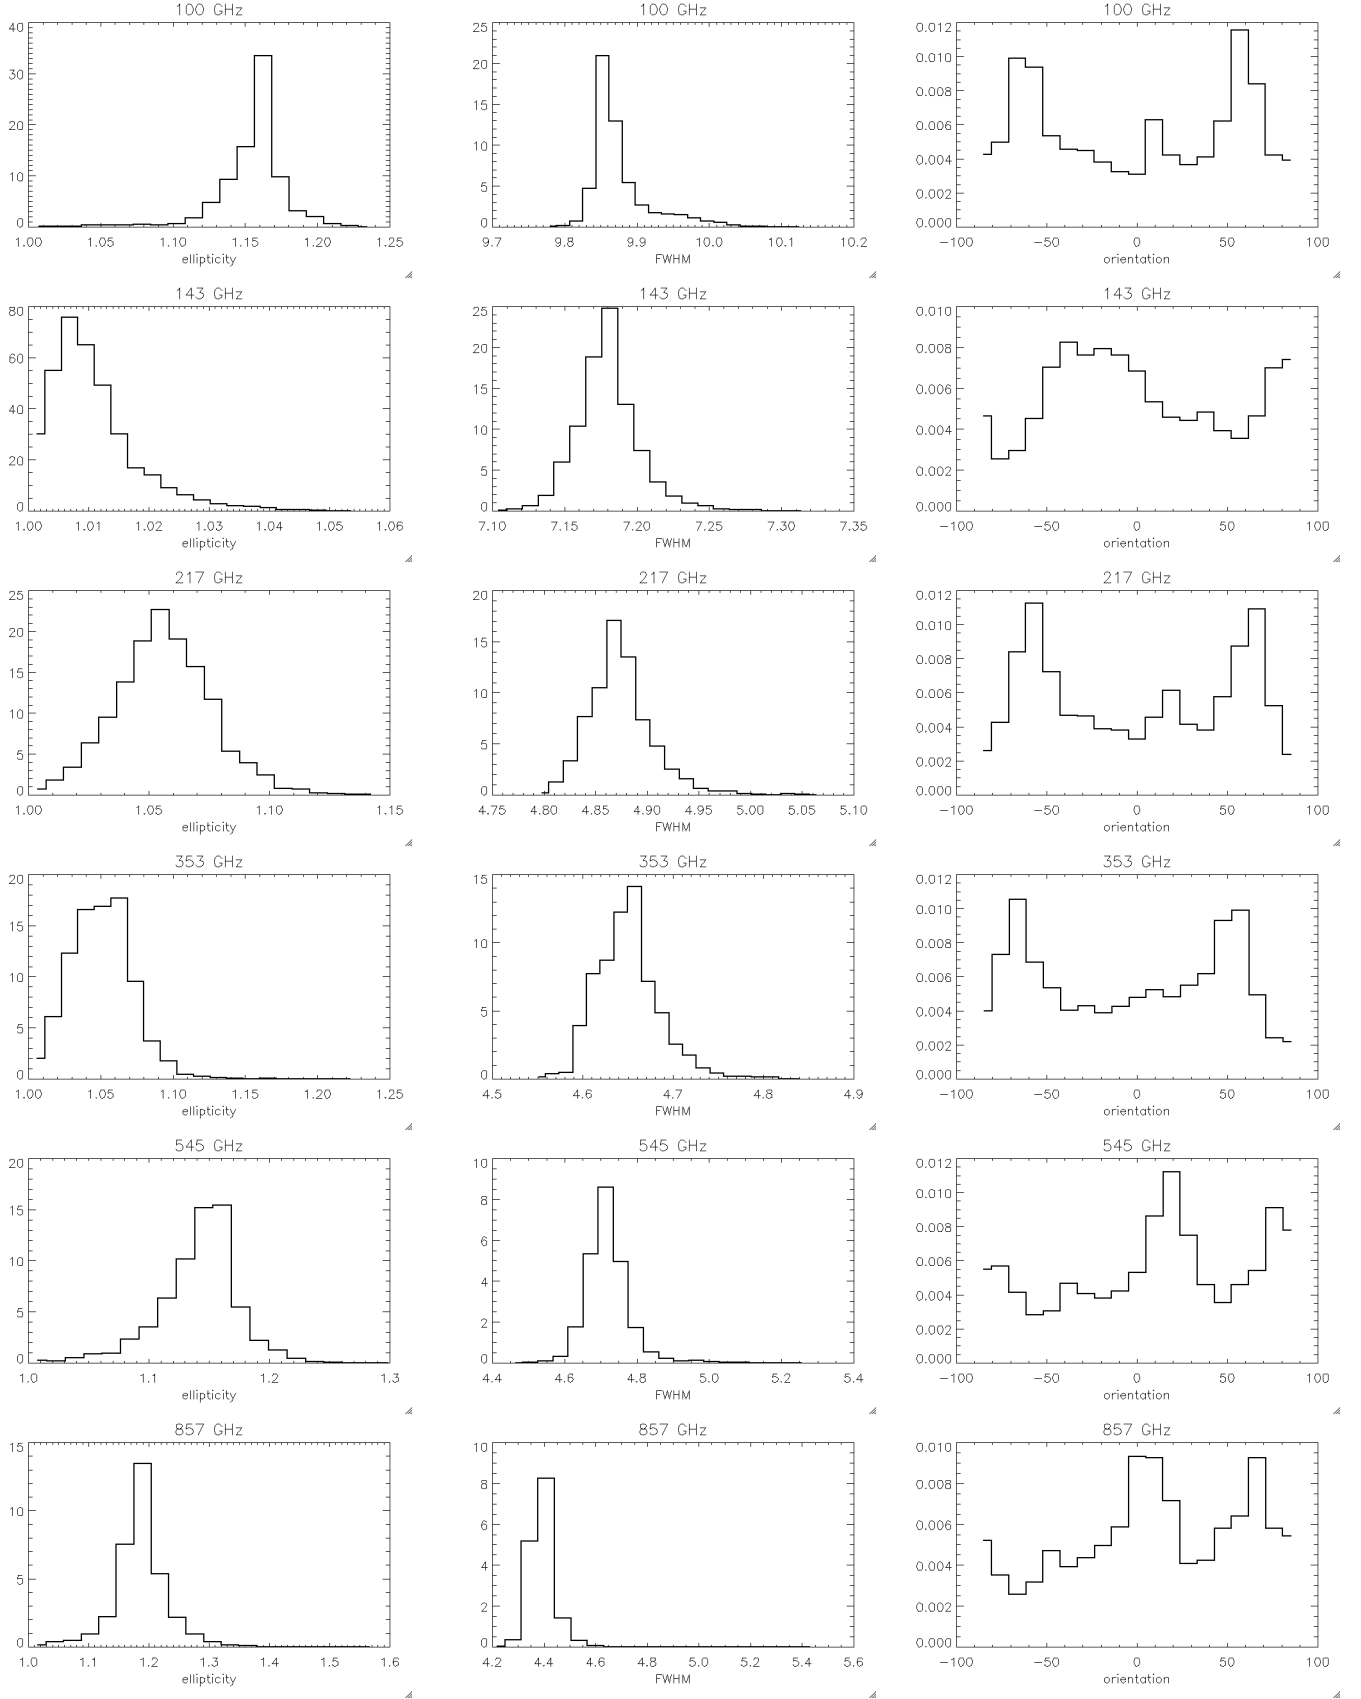 100 GHz 100 GHz 100 GHz
40 25 0.012
30 20 0.010
20 15 0.008
10 10 0.006
0 5 0.004
0 0.002
0.000
1.00 1.05 1.10 1.15 1.20 1.25 9.7 9.8 9.9 10.0 10.1 10.2 −100 −50 0 50 100
ellipticity FWHM orientation
143 GHz 143 GHz 143 GHz
80 25 0.010
60 20 0.008
40 15 0.006
20 10 0.004
0 5 0.002
0 0.000
1.00 1.01 1.02 1.03 1.04 1.05 1.06 7.10 7.15 7.20 7.25 7.30 7.35 −100 −50 0 50 100
ellipticity FWHM orientation
217 GHz 217 GHz 217 GHz
25 20 0.012
20 15 0.010
15 10 0.008
10 5 0.006
5 0 0.004
0 0.002
0.000
1.00 1.05 1.10 1.15 4.75 4.80 4.85 4.90 4.95 5.00 5.05 5.10 −100 −50 0 50 100
ellipticity FWHM orientation
353 GHz 353 GHz 353 GHz
20 15 0.012
15 10 0.010
10 5 0.008
5 0 0.006
0 0.004
0.002
0.000
1.00 1.05 1.10 1.15 1.20 1.25 4.5 4.6 4.7 4.8 4.9 −100 −50 0 50 100
ellipticity FWHM orientation
545 GHz 545 GHz 545 GHz
20 10 0.012
15 8 0.010
10 6 0.008
5 4 0.006
0 2 0.004
0 0.002
0.000
1.0 1.1 1.2 1.3 4.4 4.6 4.8 5.0 5.2 5.4 −100 −50 0 50 100
ellipticity FWHM orientation
857 GHz 857 GHz 857 GHz
15 10 0.010
10 8 0.008
5 6 0.006
0 4 0.004
2 0.002
0 0.000
1.0 1.1 1.2 1.3 1.4 1.5 1.6 4.2 4.4 4.6 4.8 5.0 5.2 5.4 5.6 −100 −50 0 50 100
ellipticity FWHM orientation